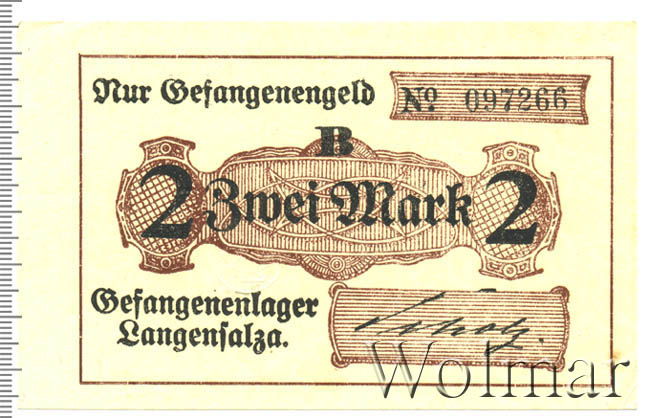 Nur Gefangenengeld
No 097266
B
2 Zwei Mark 2
Gefangenenlager
Langensalza.
Wolmar